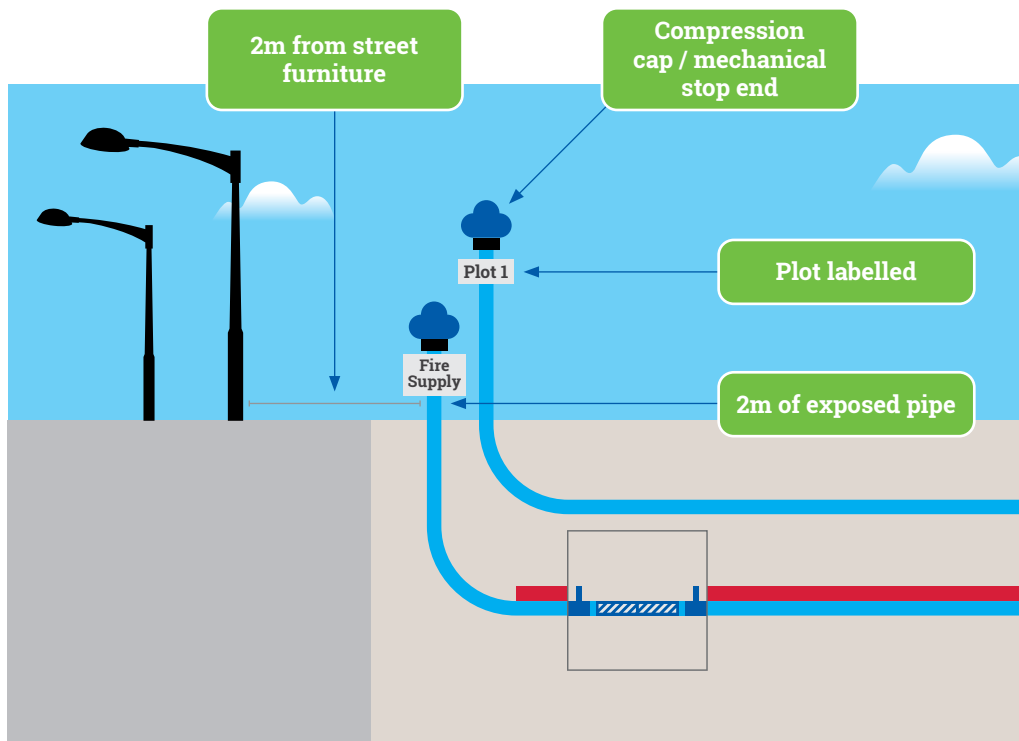 2m from street
furniture
Compression
cap / mechanical
stop end
Plot 1
Plot labelled
Fire
Supply
2m of exposed pipe